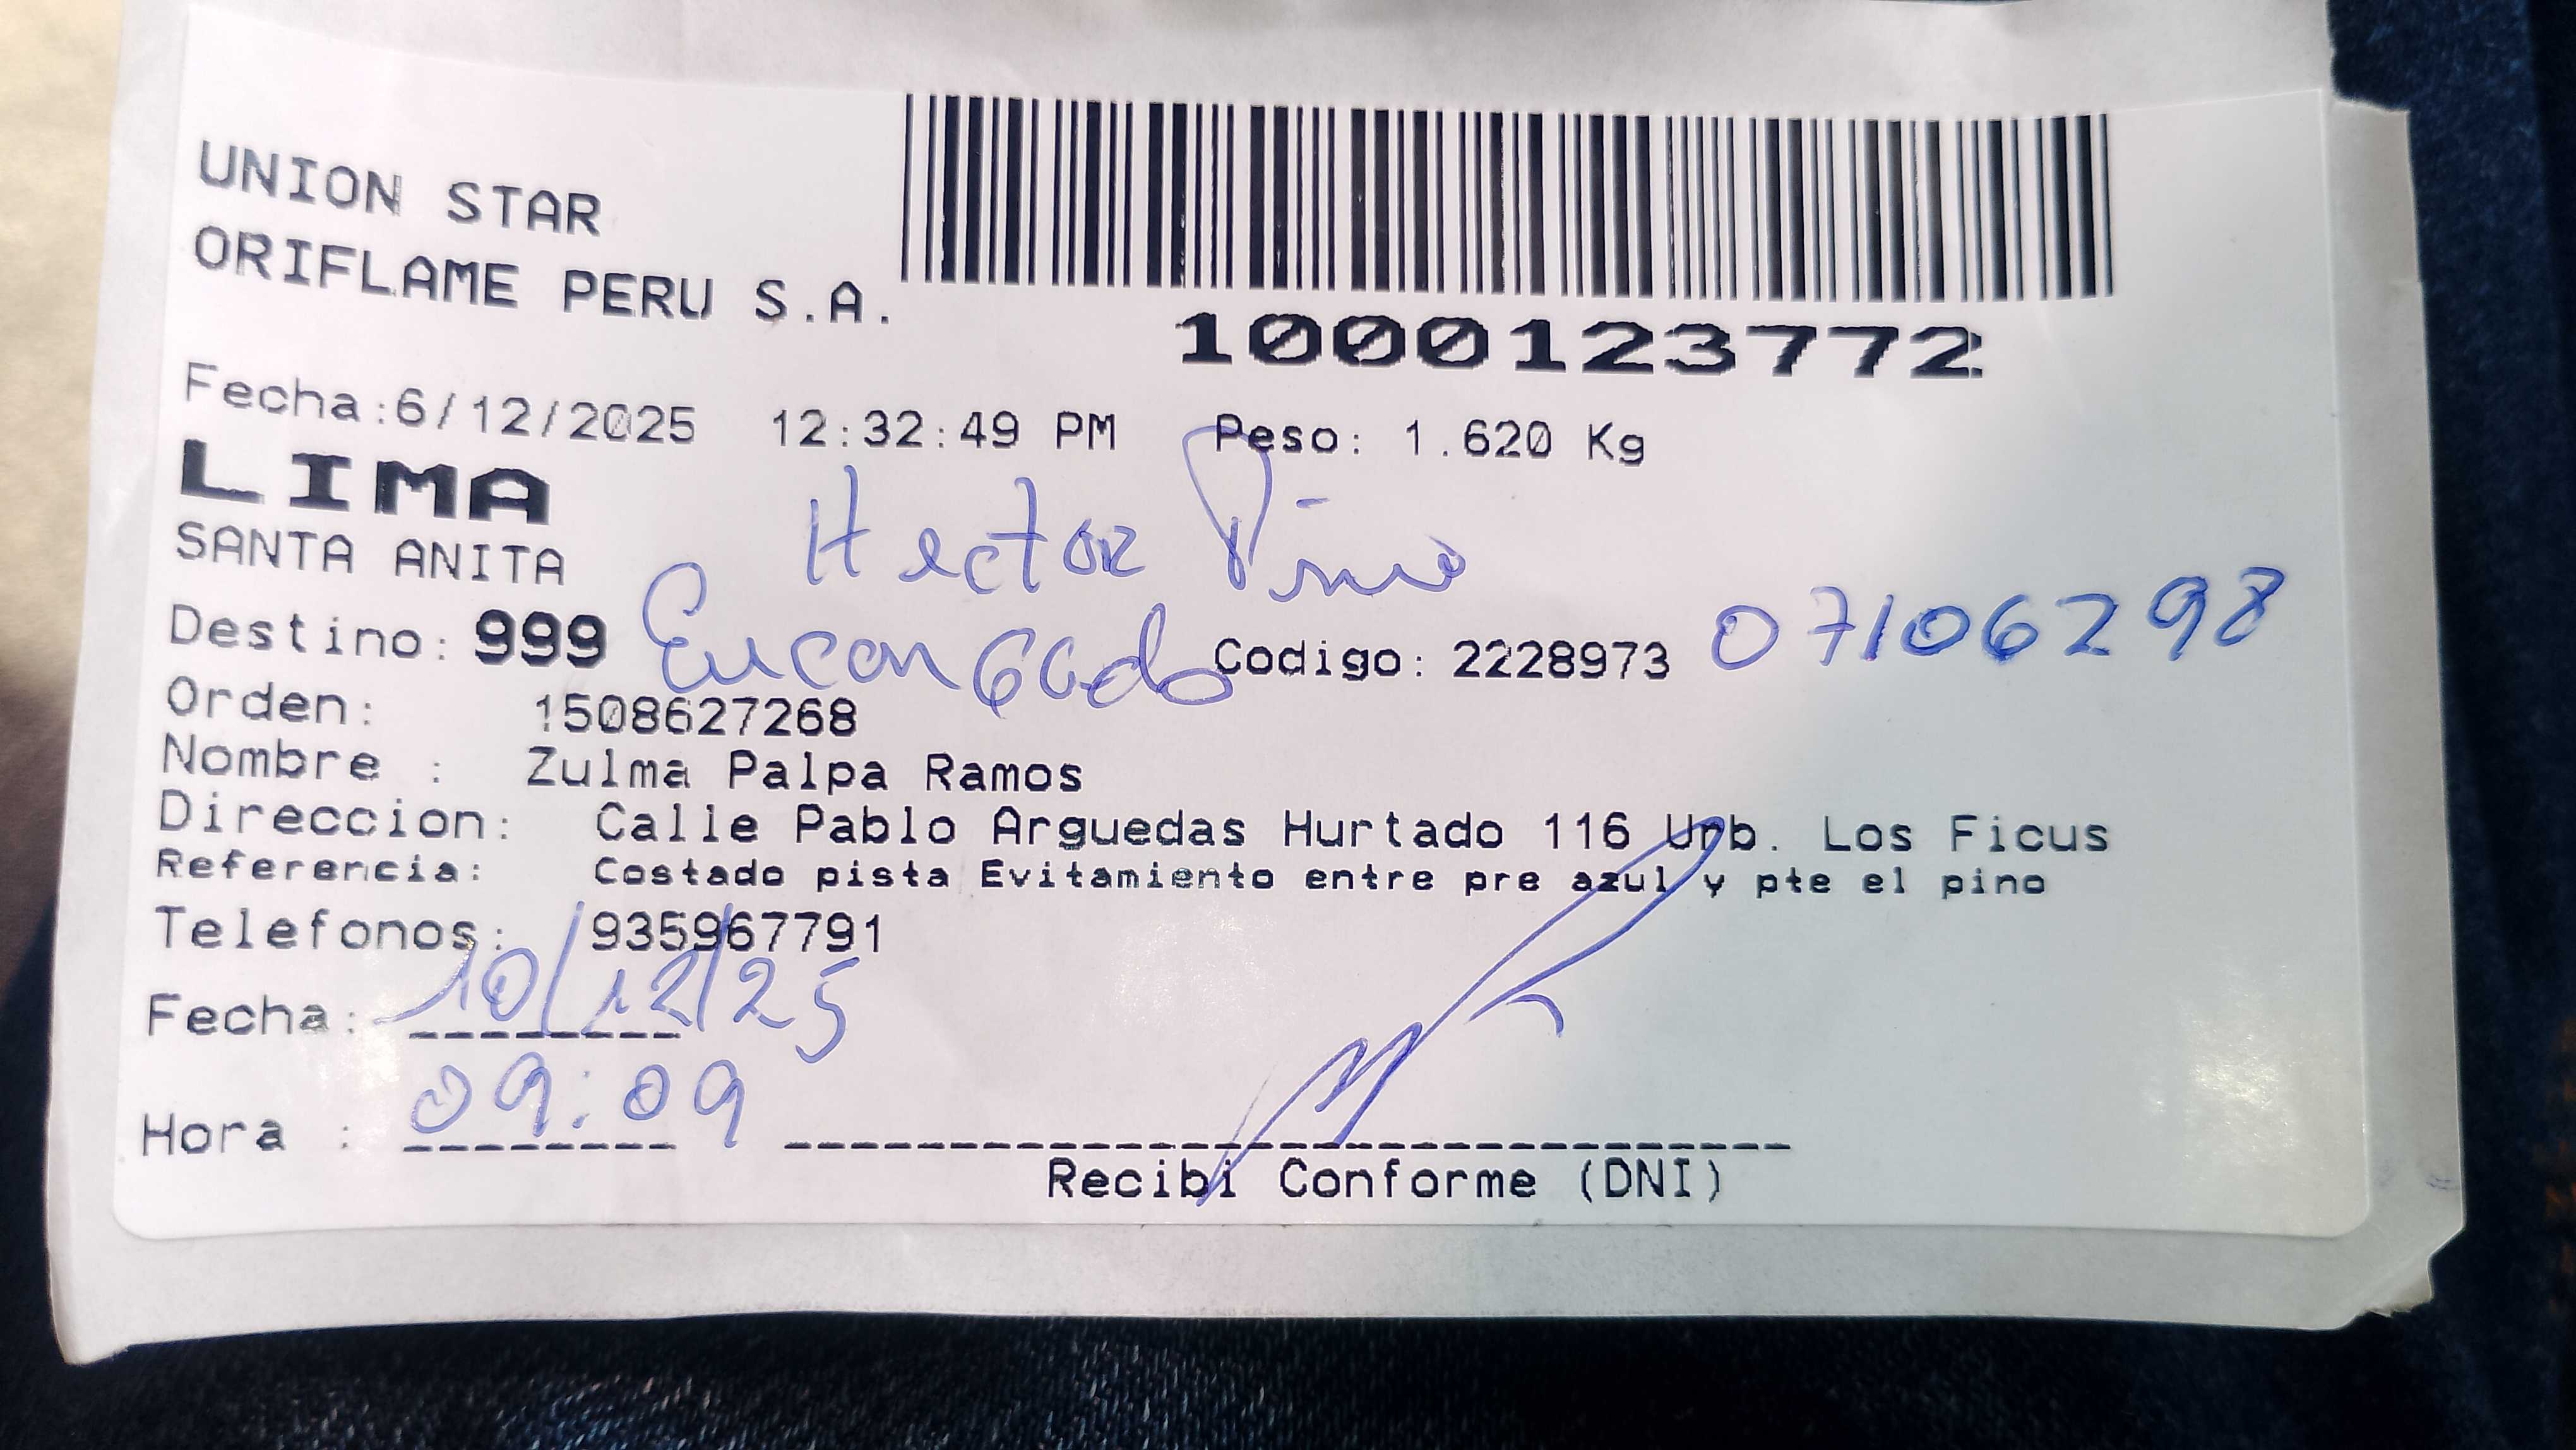 UNION STAR
ORIFLAME PERU S.A.
1000123772
Fecha:6/12/2025 12:32:49 PM Peso: 1.620 Kg
LIMA
Hector Pino
SANTA ANITA
Destino: 999 Encargado Codigo: 2228973 07106298
Orden: 1508627268
Nombre : Zulma Palpa Ramos
Direccion: Calle Pablo Arguedas Hurtado 116 Urb. Los Ficus
Referencia: Costado pista Evitamiento entre pre azul y pte el pino
Telefonos: 935967791
Fecha: 10/12/25
Hora : 09:09
Recibi Conforme (DNI)